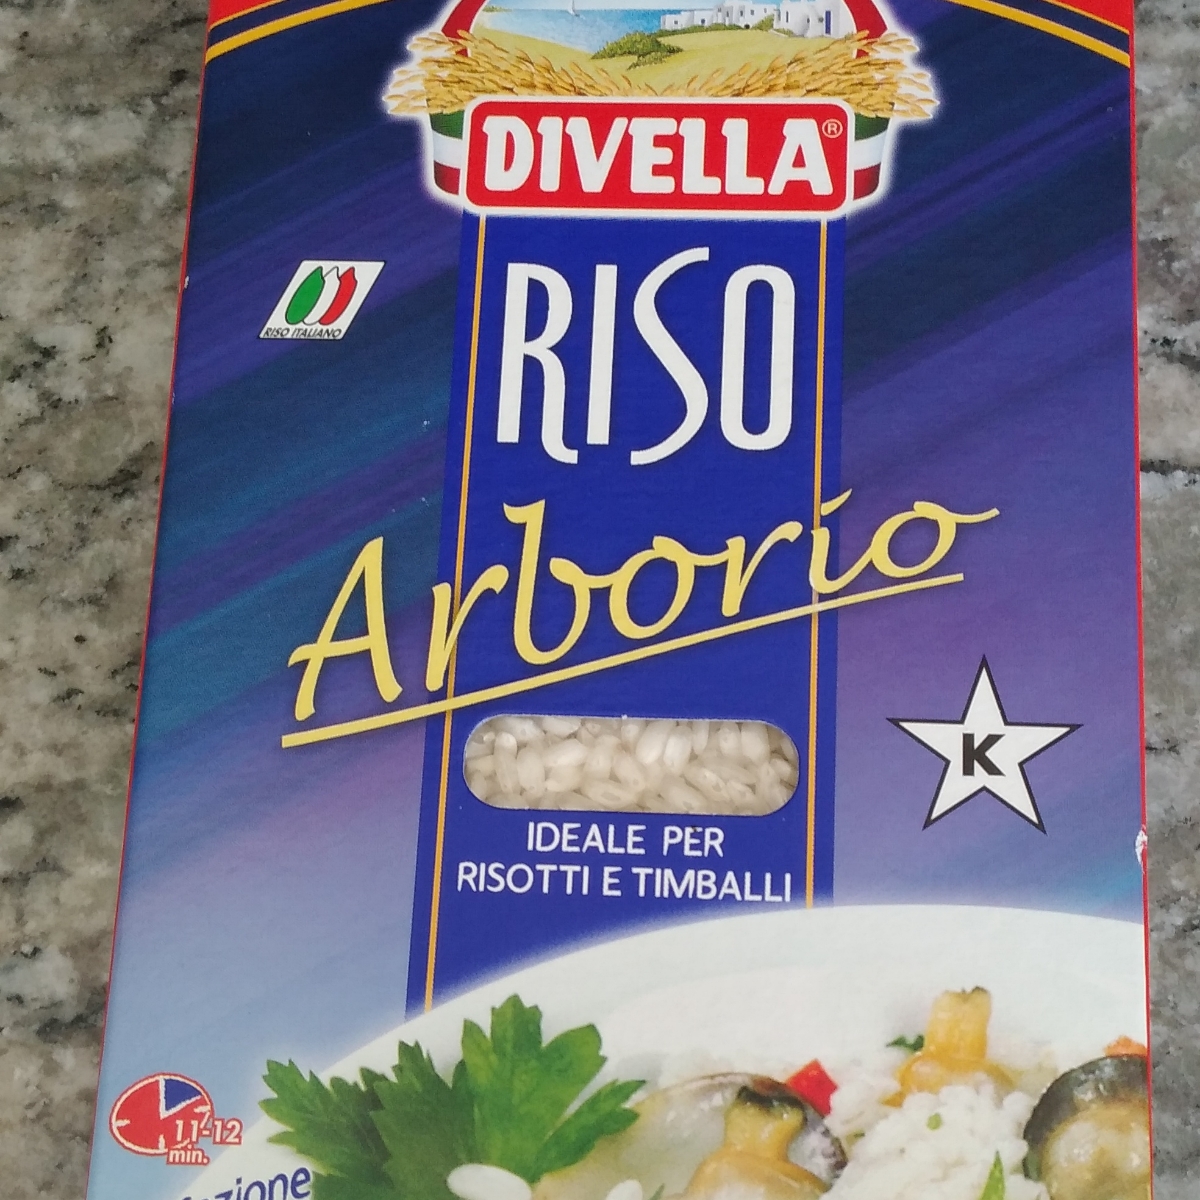 DIVELLA®
RISO ITALIANO
RISO
Arborio
K
IDEALE PER
RISOTTI E TIMBALLI
11-12
min.